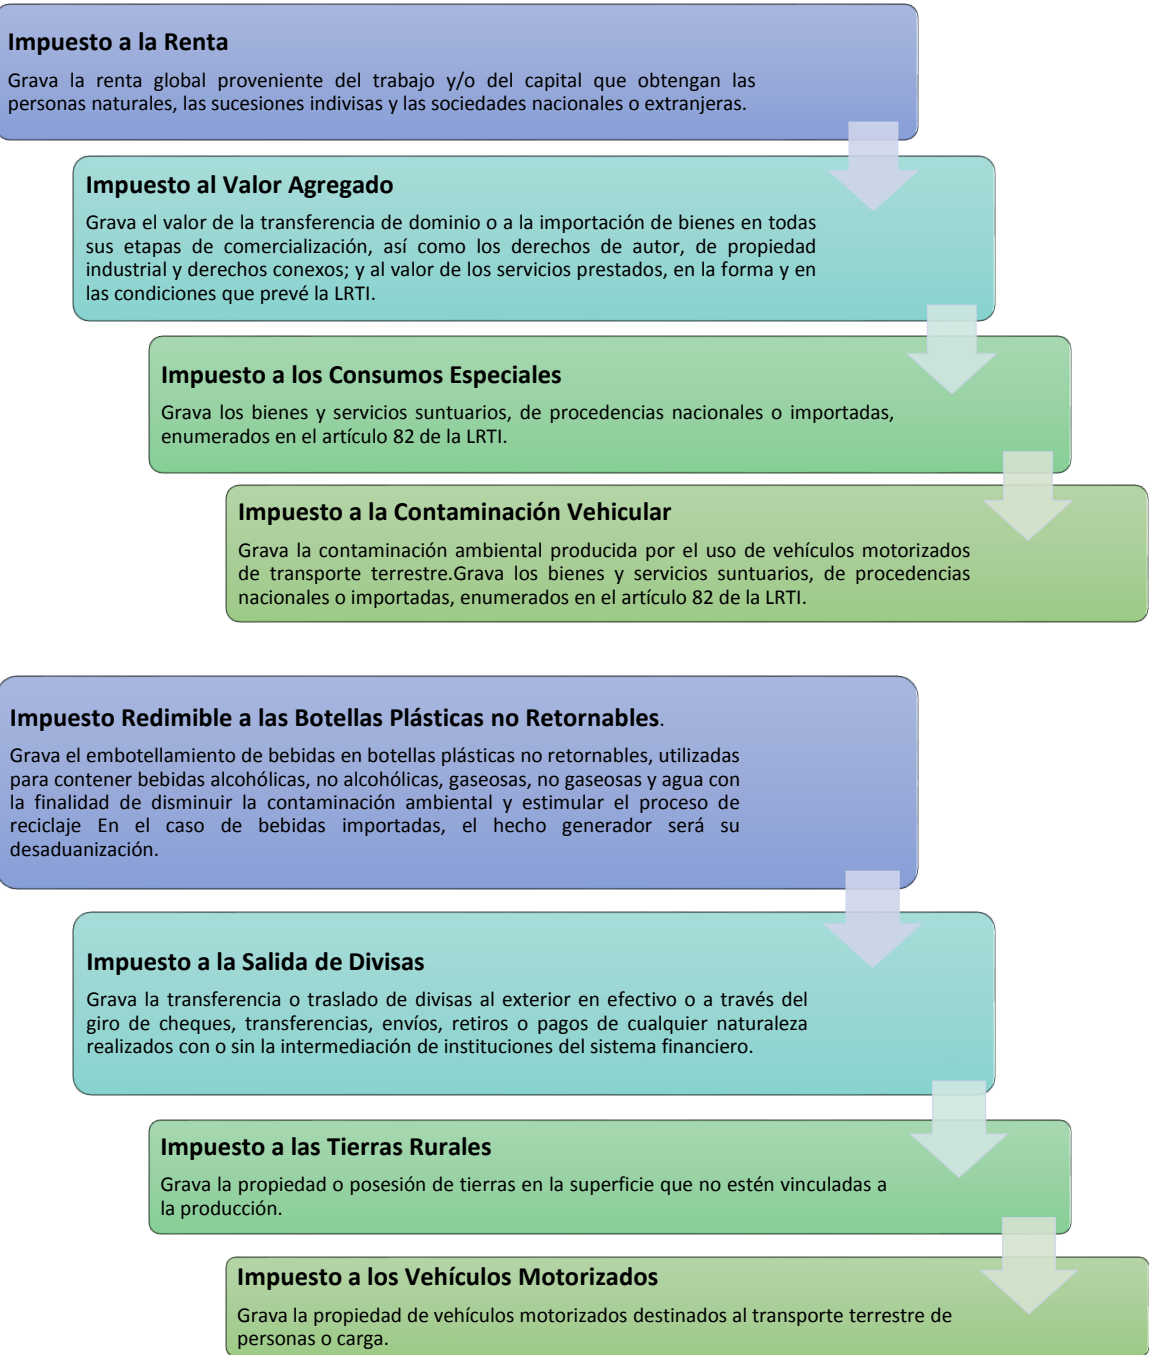 Impuesto a la Renta
Grava la renta global proveniente del trabajo y/o del capital que obtengan las
personas naturales, las sucesiones indivisas y las sociedades nacionales o extranjeras.
Impuesto al Valor Agregado
Grava el valor de la transferencia de dominio o a la importación de bienes en todas
sus etapas de comercialización, así como los derechos de autor, de propiedad
industrial y derechos conexos; y al valor de los servicios prestados, en la forma y en
las condiciones que prevé la LRTI.
Impuesto a los Consumos Especiales
Grava los bienes y servicios suntuarios, de procedencias nacionales o importadas,
enumerados en el artículo 82 de la LRTI.
Impuesto a la Contaminación Vehicular
Grava la contaminación ambiental producida por el uso de vehículos motorizados
de transporte terrestre.Grava los bienes y servicios suntuarios, de procedencias
nacionales o importadas, enumerados en el artículo 82 de la LRTI.
Impuesto Redimible a las Botellas Plásticas no Retornables.
Grava el embotellamiento de bebidas en botellas plásticas no retornables, utilizadas
para contener bebidas alcohólicas, no alcohólicas, gaseosas, no gaseosas y agua con
la finalidad de disminuir la contaminación ambiental y estimular el proceso de
reciclaje En el caso de bebidas importadas, el hecho generador será su
desaduanización.
Impuesto a la Salida de Divisas
Grava la transferencia o traslado de divisas al exterior en efectivo o a través del
giro de cheques, transferencias, envíos, retiros o pagos de cualquier naturaleza
realizados con o sin la intermediación de instituciones del sistema financiero.
Impuesto a las Tierras Rurales
Grava la propiedad o posesión de tierras en la superficie que no estén vinculadas a
la producción.
Impuesto a los Vehículos Motorizados
Grava la propiedad de vehículos motorizados destinados al transporte terrestre de
personas o carga.